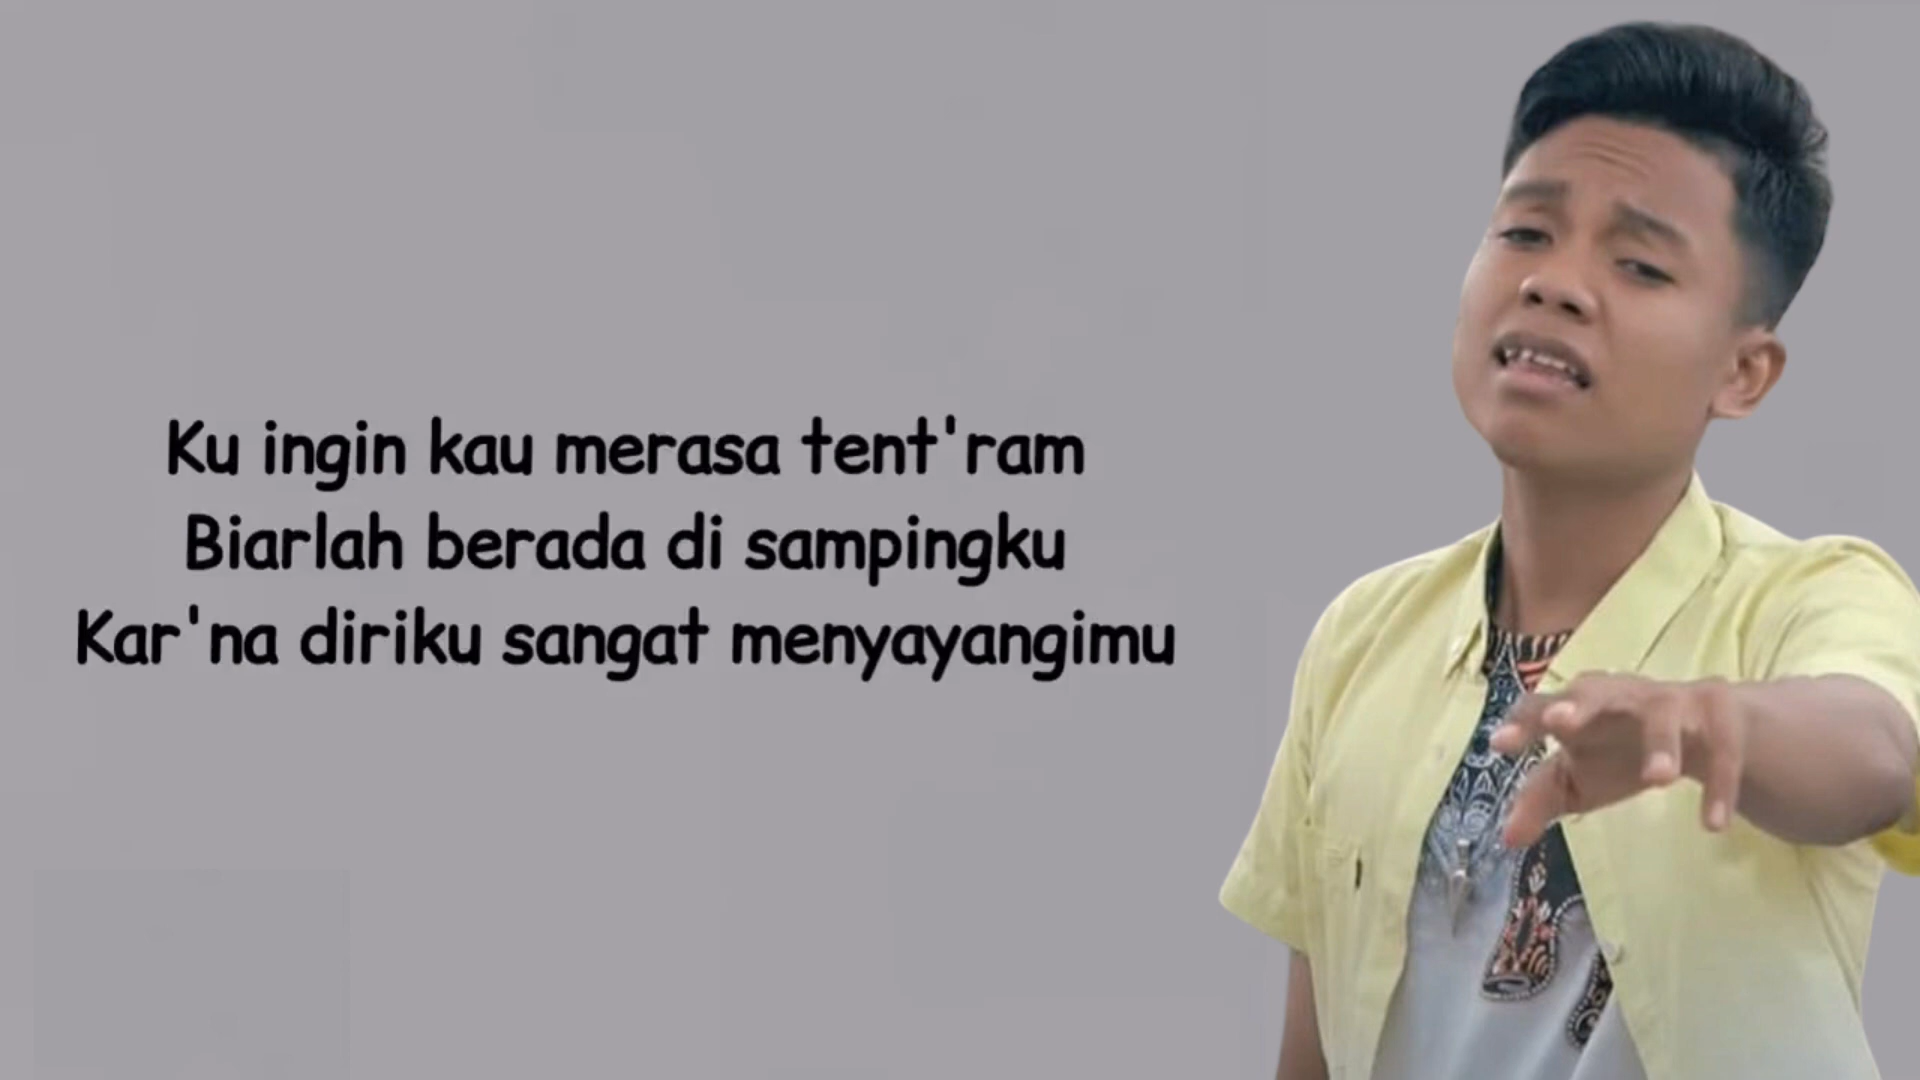 Ku ingin kau merasa tent'ram
Biarlah berada di sampingku
Kar'na diriku sangat menyayangimu